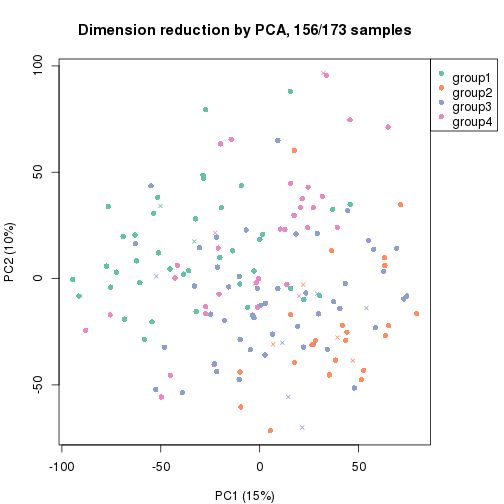 Dimension reduction by PCA, 156/173 samples
group1
group2
group3
group4
100
50
0
-50
PC2 (10%)
-100
-50
0
50
PC1 (15%)